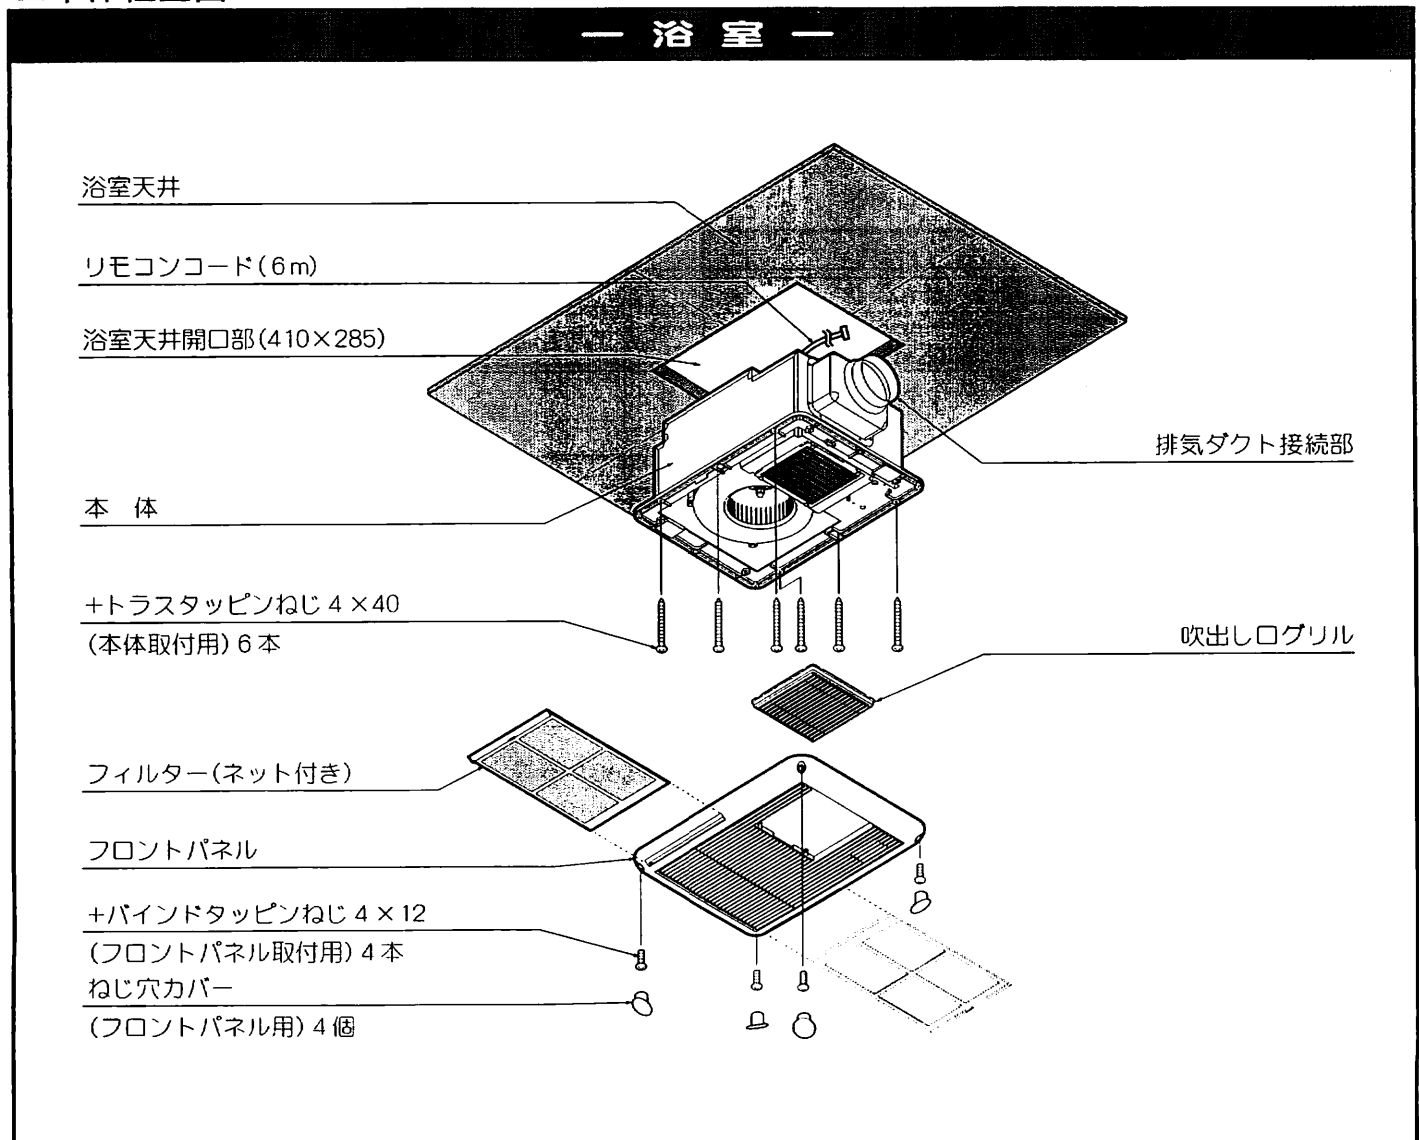 — 浴 室 —
浴室天井
リモコンコード(6m)
浴室天井開口部(410×285)
排気ダクト接続部
本 体
+トラスタッピンねじ 4×40
(本体取付用) 6本
吹出し口グリル
フィルター(ネット付き)
フロントパネル
+バインドタッピンねじ 4×12
(フロントパネル取付用) 4本
ねじ穴カバー
(フロントパネル用) 4個